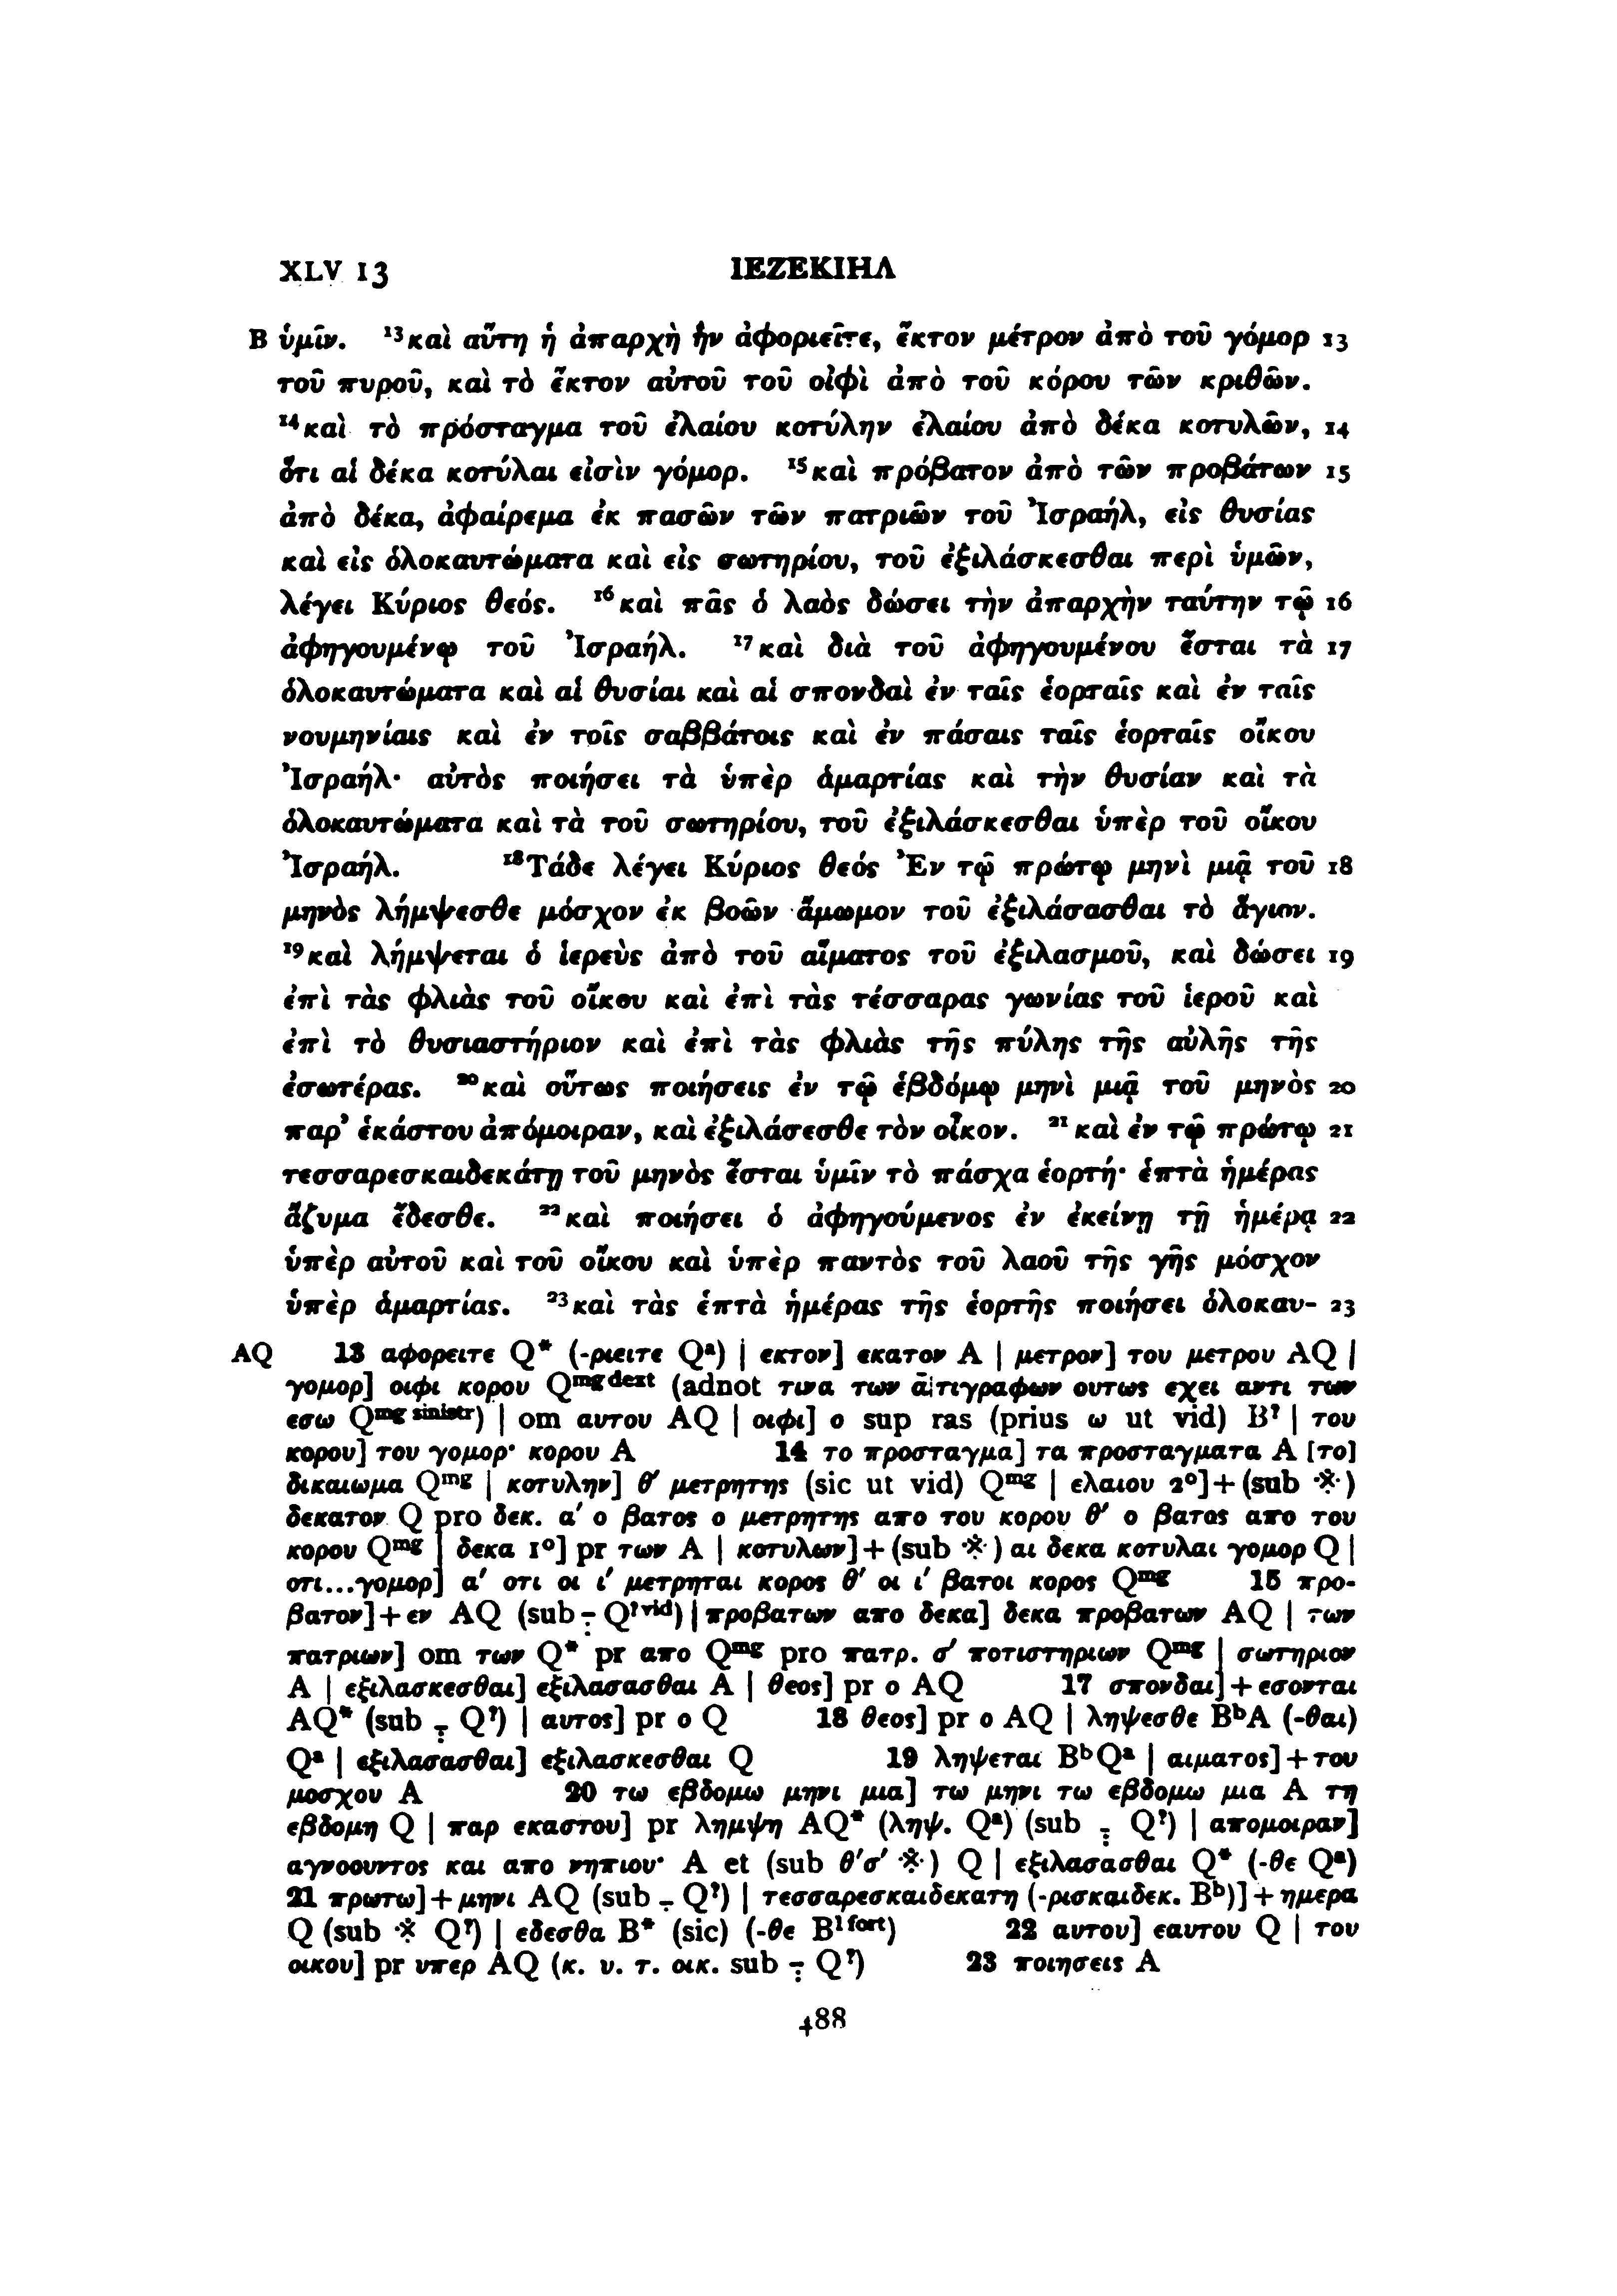 XLV 13 ΙΕΖΕΚΙΗΛ
B ὑμῖν. ¹³καὶ αὕτη ἡ ἀπαρχὴ ἣν ἀφοριεῖτε, ἕκτον μέτρον ἀπὸ τοῦ γόμορ 13
τοῦ πυροῦ, καὶ τὸ ἕκτον αὐτοῦ τοῦ οἰφὶ ἀπὸ τοῦ κόρου τῶν κριθῶν.
¹⁴καὶ τὸ πρόσταγμα τοῦ ἐλαίου κοτύλην ἐλαίου ἀπὸ δέκα κοτυλῶν, 14
ὅτι αἱ δέκα κοτύλαι εἰσὶν γόμορ. ¹⁵καὶ πρόβατον ἀπὸ τῶν προβάτων 15
ἀπὸ δέκα, ἀφαίρεμα ἐκ πασῶν τῶν πατριῶν τοῦ Ἰσραήλ, εἰς θυσίας
καὶ εἰς ὁλοκαυτώματα καὶ εἰς σωτηρίου, τοῦ ἐξιλάσκεσθαι περὶ ὑμῶν,
λέγει Κύριος θεός. ¹⁶καὶ πᾶς ὁ λαὸς δώσει τὴν ἀπαρχὴν ταύτην τῷ 16
ἀφηγουμένῳ τοῦ Ἰσραήλ. ¹⁷καὶ διὰ τοῦ ἀφηγουμένου ἔσται τὰ 17
ὁλοκαυτώματα καὶ αἱ θυσίαι καὶ αἱ σπονδαὶ ἐν ταῖς ἑορταῖς καὶ ἐν ταῖς
νουμηνίαις καὶ ἐν τοῖς σαββάτοις καὶ ἐν πάσαις ταῖς ἑορταῖς οἴκου
Ἰσραήλ· αὐτὸς ποιήσει τὰ ὑπὲρ ἁμαρτίας καὶ τὴν θυσίαν καὶ τὰ
ὁλοκαυτώματα καὶ τὰ τοῦ σωτηρίου, τοῦ ἐξιλάσκεσθαι ὑπὲρ τοῦ οἴκου
Ἰσραήλ. ¹⁸Τάδε λέγει Κύριος θεός Ἐν τῷ πρώτῳ μηνὶ μιᾷ τοῦ 18
μηνὸς λήμψεσθε μόσχον ἐκ βοῶν ἄμωμον τοῦ ἐξιλάσασθαι τὸ ἅγιον.
¹⁹καὶ λήμψεται ὁ ἱερεὺς ἀπὸ τοῦ αἵματος τοῦ ἐξιλασμοῦ, καὶ δώσει 19
ἐπὶ τὰς φλιὰς τοῦ οἴκου καὶ ἐπὶ τὰς τέσσαρας γωνίας τοῦ ἱεροῦ καὶ
ἐπὶ τὸ θυσιαστήριον καὶ ἐπὶ τὰς φλιὰς τῆς πύλης τῆς αὐλῆς τῆς
ἐσωτέρας. ²⁰καὶ οὕτως ποιήσεις ἐν τῷ ἑβδόμῳ μηνὶ μιᾷ τοῦ μηνὸς 20
παρ’ ἑκάστου ἀπόμοιραν, καὶ ἐξιλάσεσθε τὸν οἶκον. ²¹καὶ ἐν τῷ πρώτῳ 21
τεσσαρεσκαιδεκάτῃ τοῦ μηνὸς ἔσται ὑμῖν τὸ πάσχα ἑορτή· ἑπτὰ ἡμέρας
ἄζυμα ἔδεσθε. ²²καὶ ποιήσει ὁ ἀφηγούμενος ἐν ἐκείνῃ τῇ ἡμέρᾳ 22
ὑπὲρ αὐτοῦ καὶ τοῦ οἴκου καὶ ὑπὲρ παντὸς τοῦ λαοῦ τῆς γῆς μόσχον
ὑπὲρ ἁμαρτίας. ²³καὶ τὰς ἑπτὰ ἡμέρας τῆς ἑορτῆς ποιήσει ὁλοκαυ- 23
AQ 13 αφορειτε Q* (-ριειτε Qᵃ) | εκτον] εκατον A | μετρον] του μετρου AQ |
γομορ] οιφι κορου Qᵐᵍ ᵈᵉˣᵗ (adnot τινα των ατιγραφων ουτως εχει αντι των
εσω Qᵐᵍ ˢⁱⁿⁱˢᵗʳ) | om αυτου AQ | οιφι] ο sup ras (prius ω ut vid) B? | του
κορου] του γομορ· κορου A 14 το προσταγμα] τα προσταγματα A [το]
δικαιωμα Qᵐᵍ | κοτυλην] θ′ μετρητης (sic ut vid) Qᵐᵍ | ελαιου 2°]+(sub ※)
δεκατον Q pro δεκ. α′ ο βατος ο μετρητης απο του κορου θ′ ο βατος απο του
κορου Qᵐᵍ | δεκα 1°] pr των A | κοτυλων]+(sub ※) αι δεκα κοτυλαι γομορ Q |
οτι...γομορ] α′ οτι οι ι′ μετρηται κορος θ′ οι ι′ βατοι κορος Qᵐᵍ 15 προ-
βατον]+εν AQ (sub ÷ Q?ᵛⁱᵈ) | προβατων απο δεκα] δεκα προβατων AQ | των
πατριων] om των Q* pr απο Qᵐᵍ pro πατρ. σ′ ποτιστηριων Qᵐᵍ | σωτηριον
A | εξιλασκεσθαι] εξιλασασθαι A | θεος] pr ο AQ 17 σπονδαι]+εσονται
AQ* (sub ÷ Q?) | αυτος] pr ο Q 18 θεος] pr ο AQ | ληψεσθε BᵇA (-θαι)
Qᵃ | εξιλασασθαι] εξιλασκεσθαι Q 19 ληψεται BᵇQᵃ | αιματος]+του
μοσχου A 20 τω εβδομω μηνι μια] τω μηνι τω εβδομω μια A τη
εβδομη Q | παρ εκαστου] pr λημψη AQ* (ληψ. Qᵃ) (sub ÷ Q?) | απομοιραν]
αγνοουντος και απο νηπιου· A et (sub θ′σ′ ※) Q | εξιλασασθαι Q* (-θε Qᵃ)
21 πρωτω]+μηνι AQ (sub ÷ Q?) | τεσσαρεσκαιδεκατη (-ρισκαιδεκ. Bᵇ)]+ημερα
Q (sub ※ Q?) | εδεσθα B* (sic) (-θε B¹ᶠᵒʳᵗ) 22 αυτου] εαυτου Q | του
οικου] pr υπερ AQ (κ. υ. τ. οικ. sub ÷ Q?) 23 ποιησεις A
488